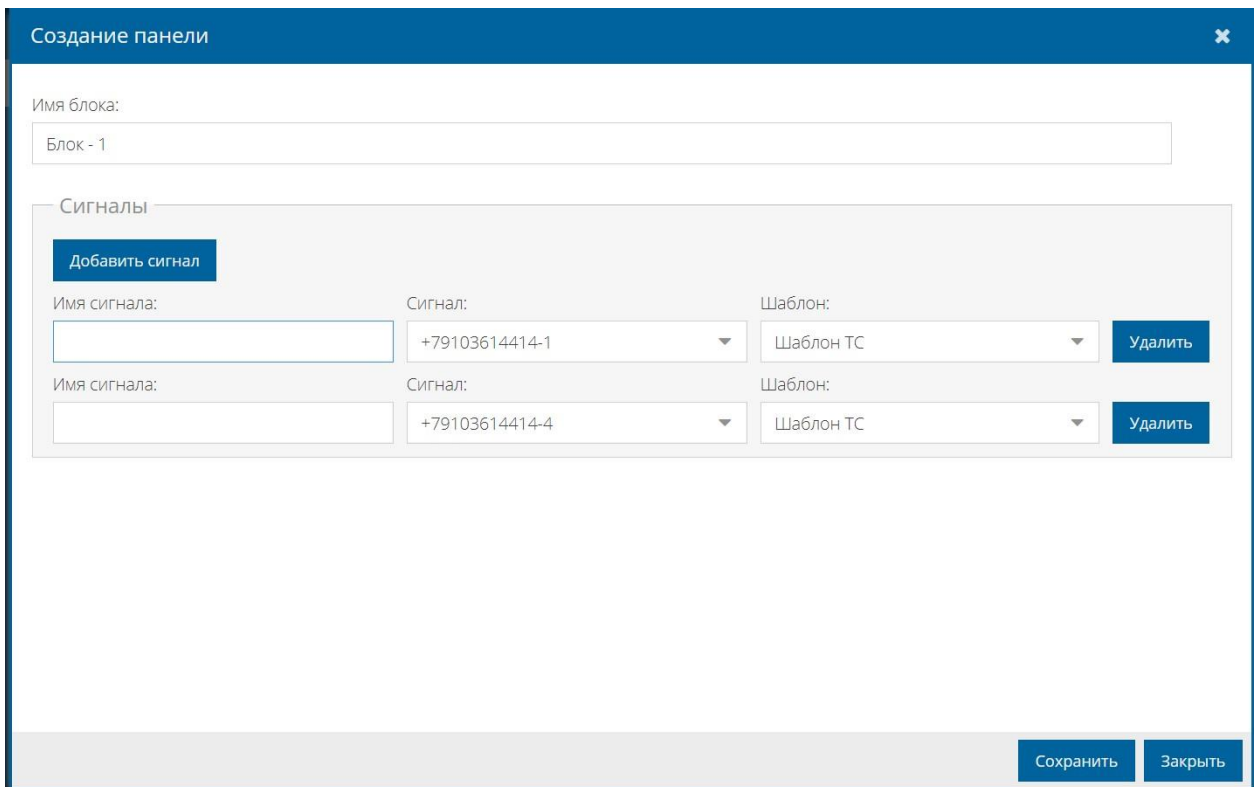 Создание панели
Имя блока:
Блок - 1
Сигналы
Добавить сигнал
Имя сигнала: Сигнал: Шаблон:
+79103614414-1 Шаблон ТС Удалить
Имя сигнала: Сигнал: Шаблон:
+79103614414-4 Шаблон ТС Удалить
Сохранить Закрыть